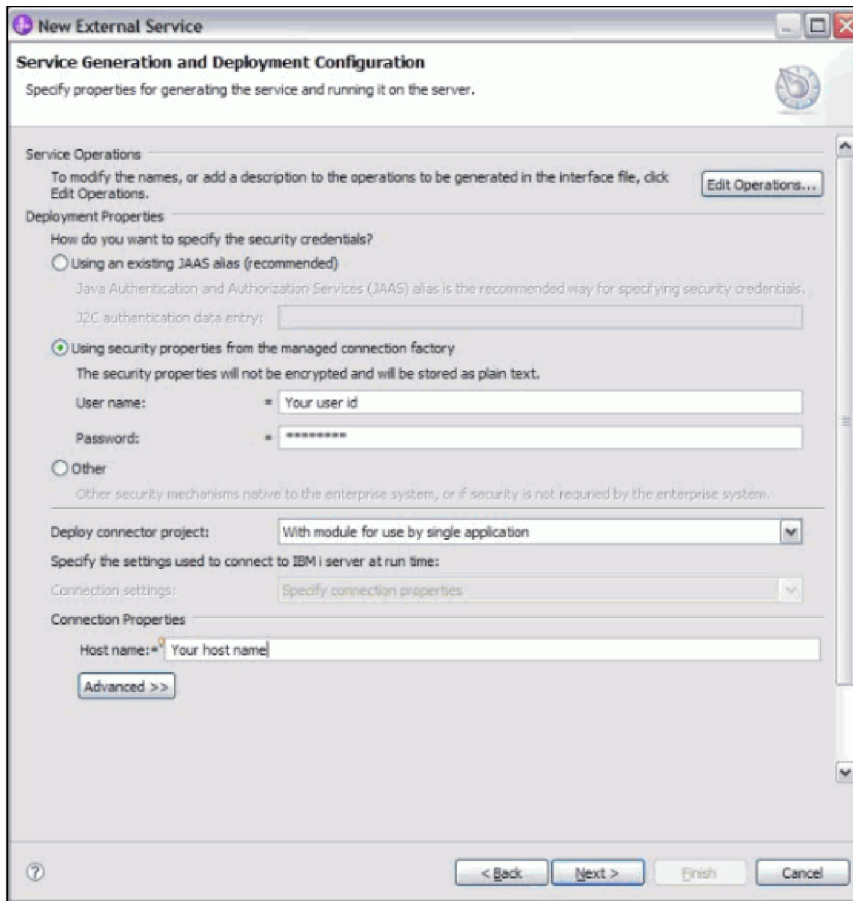 New External Service
Service Generation and Deployment Configuration
Specify properties for generating the service and running it on the server.
Service Operations
To modify the names, or add a description to the operations to be generated in the interface file, click
Edit Operations.
Edit Operations...
Deployment Properties
How do you want to specify the security credentials?
Using an existing JAAS alias (recommended)
Java Authentication and Authorization Services (JAAS) alias is the recommended way for specifying security credentials.
J2C authentication data entry:
Using security properties from the managed connection factory
The security properties will not be encrypted and will be stored as plain text.
User name: * Your user id
Password: * ********
Other
Other security mechanisms native to the enterprise system, or if security is not requried by the enterprise system.
Deploy connector project: With module for use by single application
Specify the settings used to connect to IBM i server at run time:
Connection settings: Specify connection properties
Connection Properties
Host name:* Your host name
Advanced >>
? < Back Next > Finish Cancel